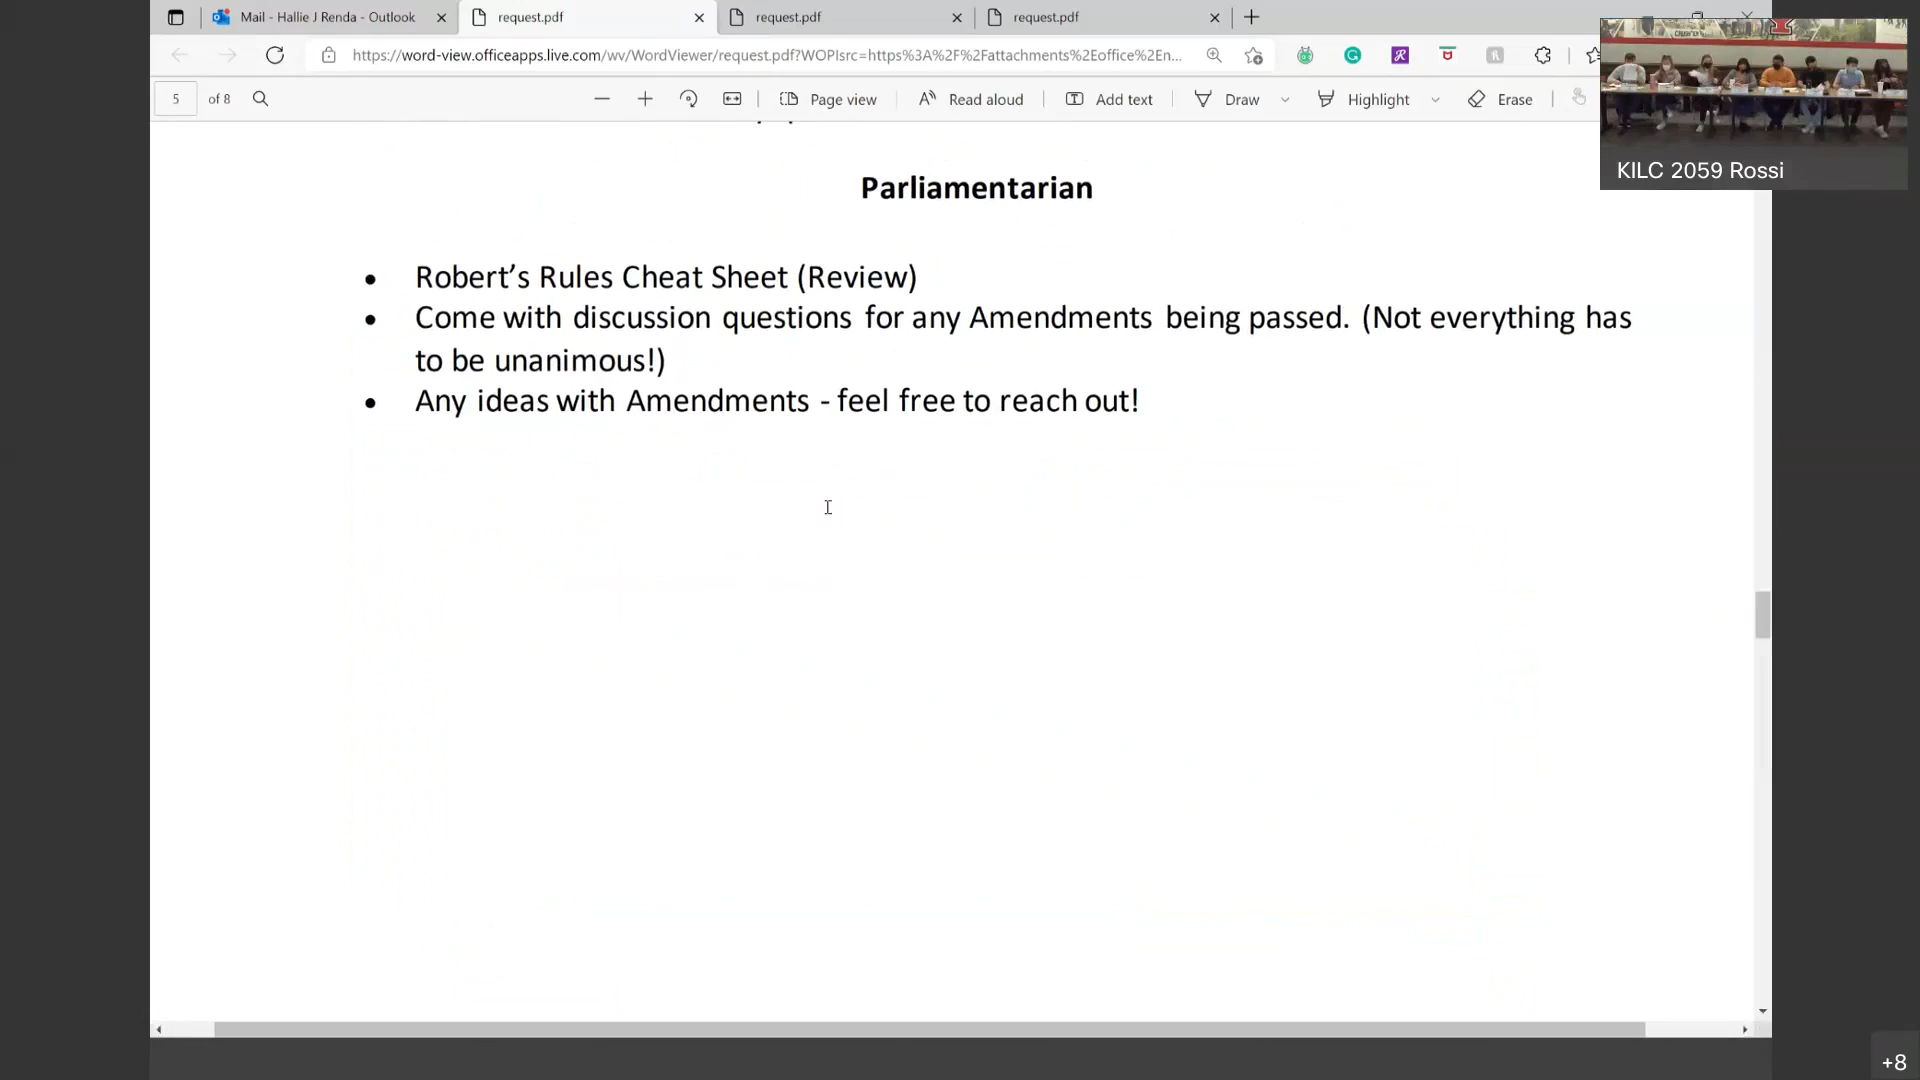 Mail - Hallie J Renda - Outlook
request.pdf
request.pdf
request.pdf
https://word-view.officeapps.live.com/wv/WordViewer/request.pdf?WOPIsrc=https%3A%2F%2Fattachments%2Eoffice%2En...
5 of 8
Page view
Read aloud
Add text
Draw
Highlight
Erase
KILC 2059 Rossi
Parliamentarian
• Robert's Rules Cheat Sheet (Review)
• Come with discussion questions for any Amendments being passed. (Not everything has
to be unanimous!)
• Any ideas with Amendments - feel free to reach out!
+8